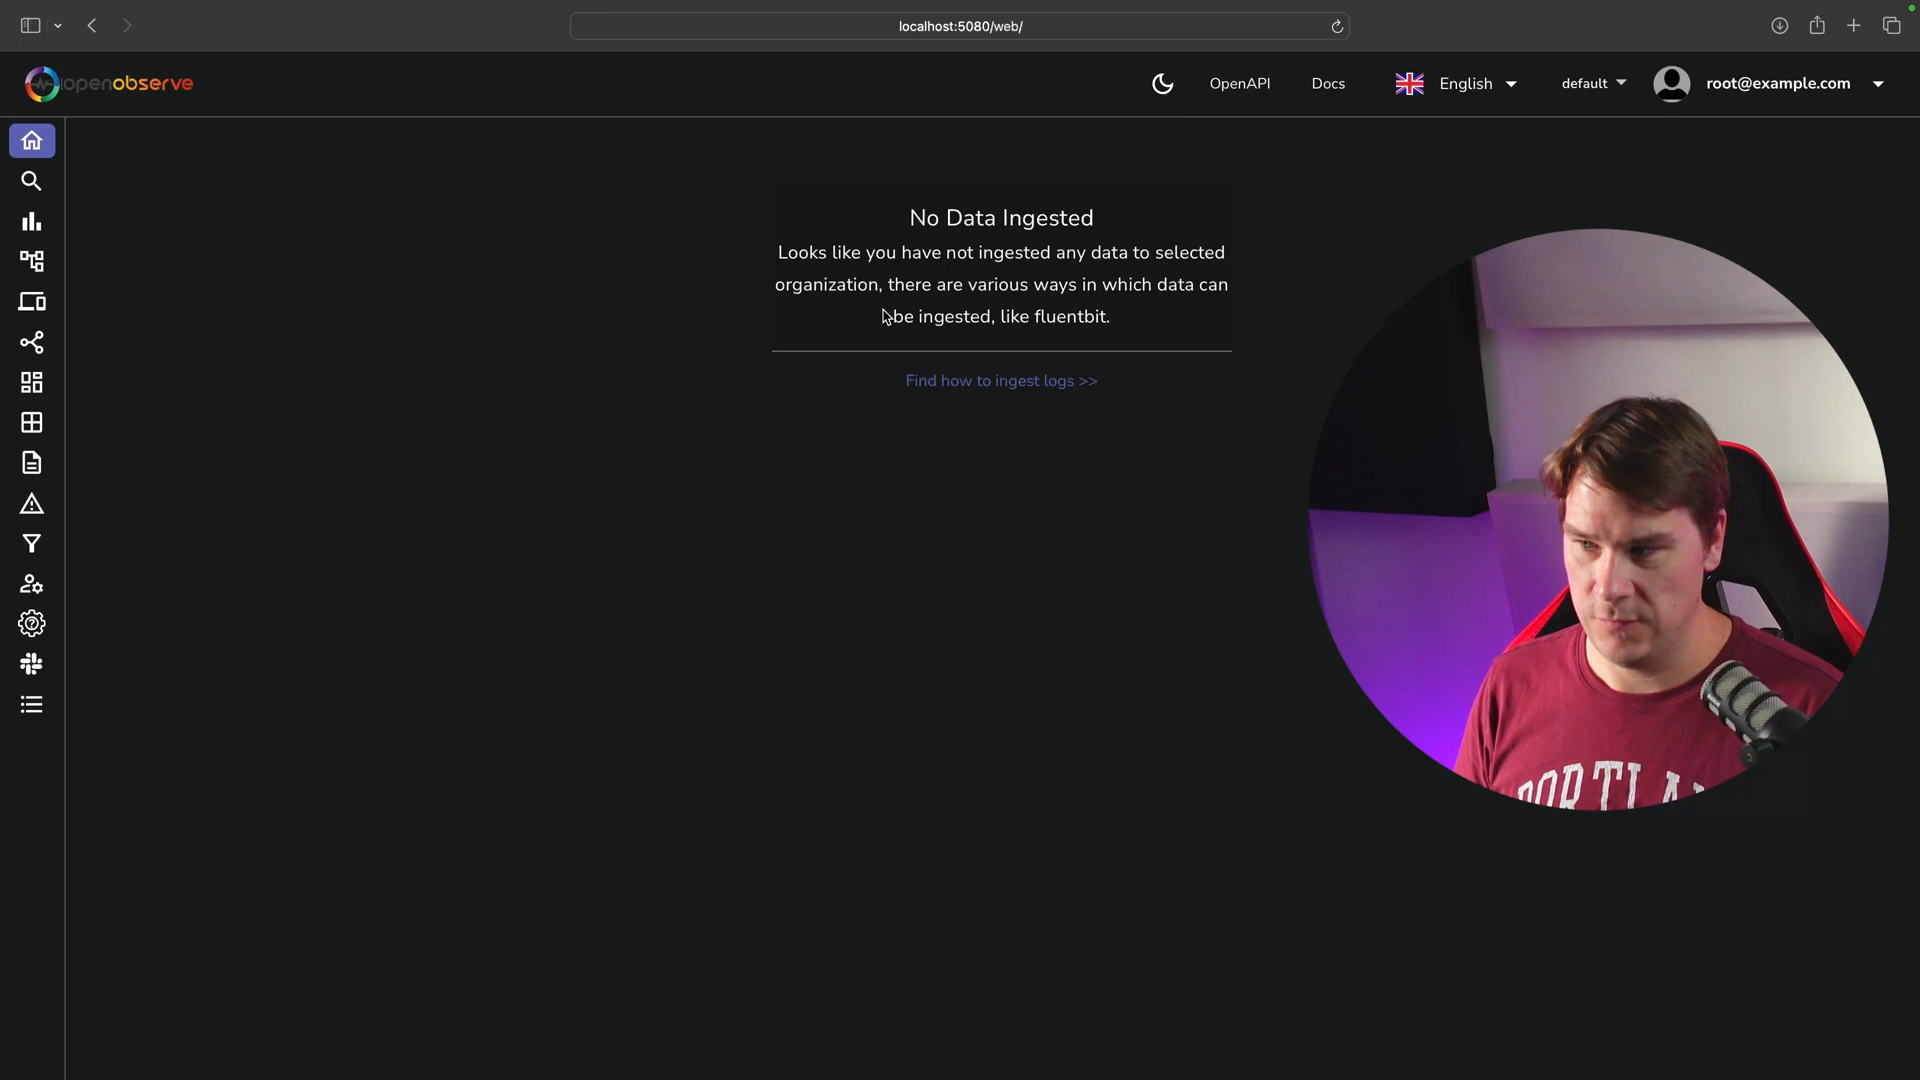 localhost:5080/web/
openobserve
OpenAPI
Docs
English
default
root@example.com
No Data Ingested
Looks like you have not ingested any data to selected
organization, there are various ways in which data can
be ingested, like fluentbit.
Find how to ingest logs >>